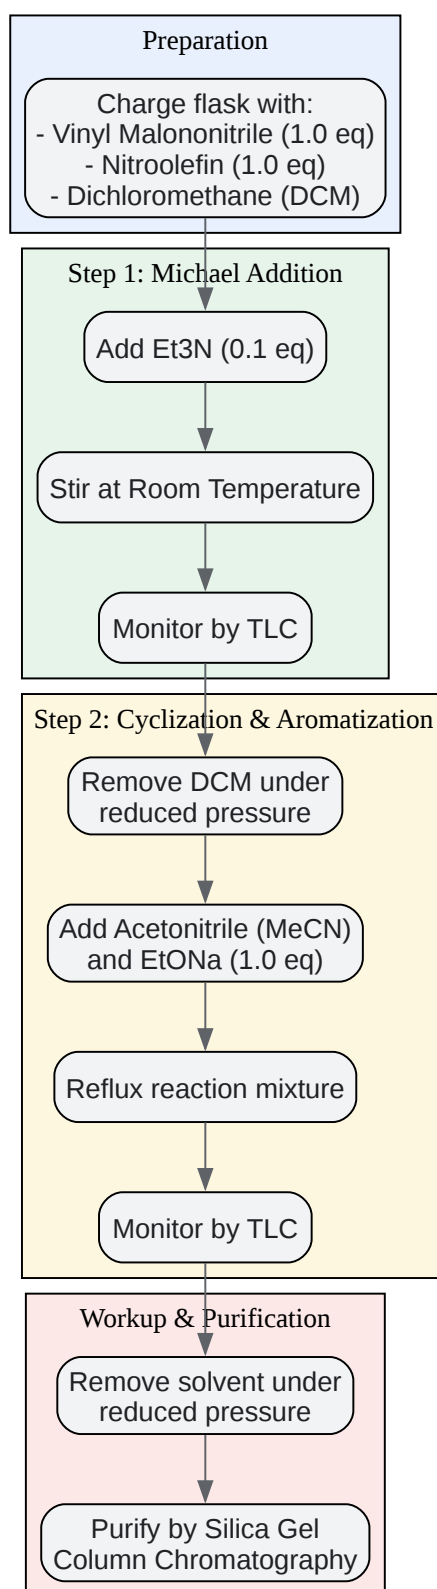 Preparation
Charge flask with:
- Vinyl Malononitrile (1.0 eq)
- Nitroolefin (1.0 eq)
- Dichloromethane (DCM)
Step 1: Michael Addition
Add Et3N (0.1 eq)
Stir at Room Temperature
Monitor by TLC
Step 2: Cyclization & Aromatization
Remove DCM under
reduced pressure
Add Acetonitrile (MeCN)
and EtONa (1.0 eq)
Reflux reaction mixture
Monitor by TLC
Workup & Purification
Remove solvent under
reduced pressure
Purify by Silica Gel
Column Chromatography